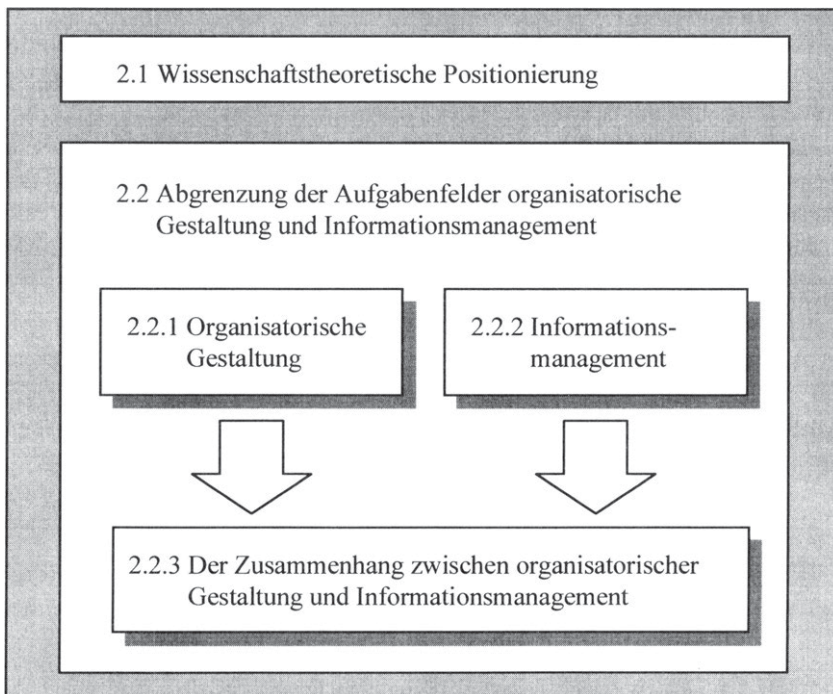 2.1 Wissenschaftstheoretische Positionierung
2.2 Abgrenzung der Aufgabenfelder organisatorische
Gestaltung und Informationsmanagement
2.2.1 Organisatorische
Gestaltung
2.2.2 Informations-
management
2.2.3 Der Zusammenhang zwischen organisatorischer
Gestaltung und Informationsmanagement